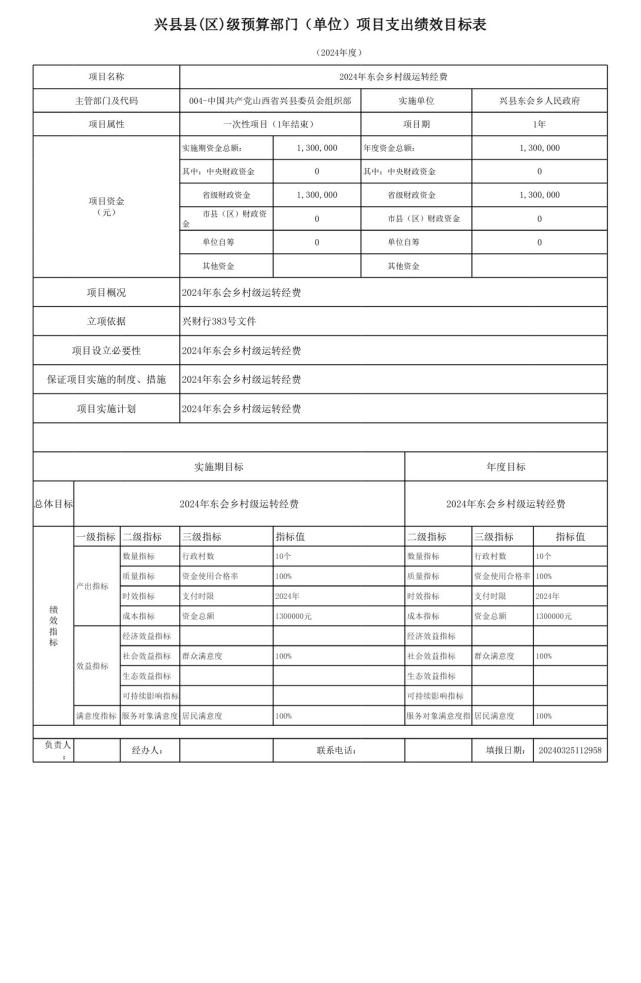 兴县县(区)级预算部门（单位）项目支出绩效目标表
（2024年度）
项目名称 2024年东会乡村级运转经费
主管部门及代码 004-中国共产党山西省兴县委员会组织部 实施单位 兴县东会乡人民政府
项目属性 一次性项目（1年结束） 项目期 1年
项目资金（元） 实施期资金总额： 1,300,000 年度资金总额： 1,300,000
其中：中央财政资金 0 其中：中央财政资金 0
省级财政资金 1,300,000 省级财政资金 1,300,000
市县（区）财政资金 0 市县（区）财政资金 0
单位自筹 0 单位自筹 0
其他资金 其他资金
项目概况 2024年东会乡村级运转经费
立项依据 兴财行383号文件
项目设立必要性 2024年东会乡村级运转经费
保证项目实施的制度、措施 2024年东会乡村级运转经费
项目实施计划 2024年东会乡村级运转经费
实施期目标 年度目标
总体目标 2024年东会乡村级运转经费 2024年东会乡村级运转经费
绩效指标 一级指标 二级指标 三级指标 指标值 二级指标 三级指标 指标值
产出指标 数量指标 行政村数 10个 数量指标 行政村数 10个
质量指标 资金使用合格率 100% 质量指标 资金使用合格率 100%
时效指标 支付时限 2024年 时效指标 支付时限 2024年
成本指标 资金总额 1300000元 成本指标 资金总额 1300000元
效益指标 经济效益指标 经济效益指标
社会效益指标 群众满意度 100% 社会效益指标 群众满意度 100%
生态效益指标 生态效益指标
可持续影响指标 可持续影响指标
满意度指标 服务对象满意度 居民满意度 100% 服务对象满意度指 居民满意度 100%
负责人： 经办人： 联系电话： 填报日期： 20240325112958